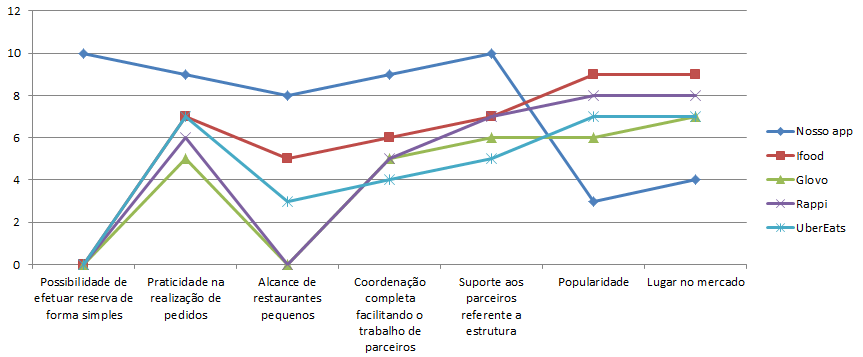 12
10
8
6
4
2
0
Possibilidade de
efetuar reserva de
forma simples
Praticidade na
realização de
pedidos
Alcance de
restaurantes
pequenos
Coordenação
completa
facilitando o
trabalho de
parceiros
Suporte aos
parceiros
referente a
estrutura
Popularidade
Lugar no mercado
Nosso app
Ifood
Glovo
Rappi
UberEats